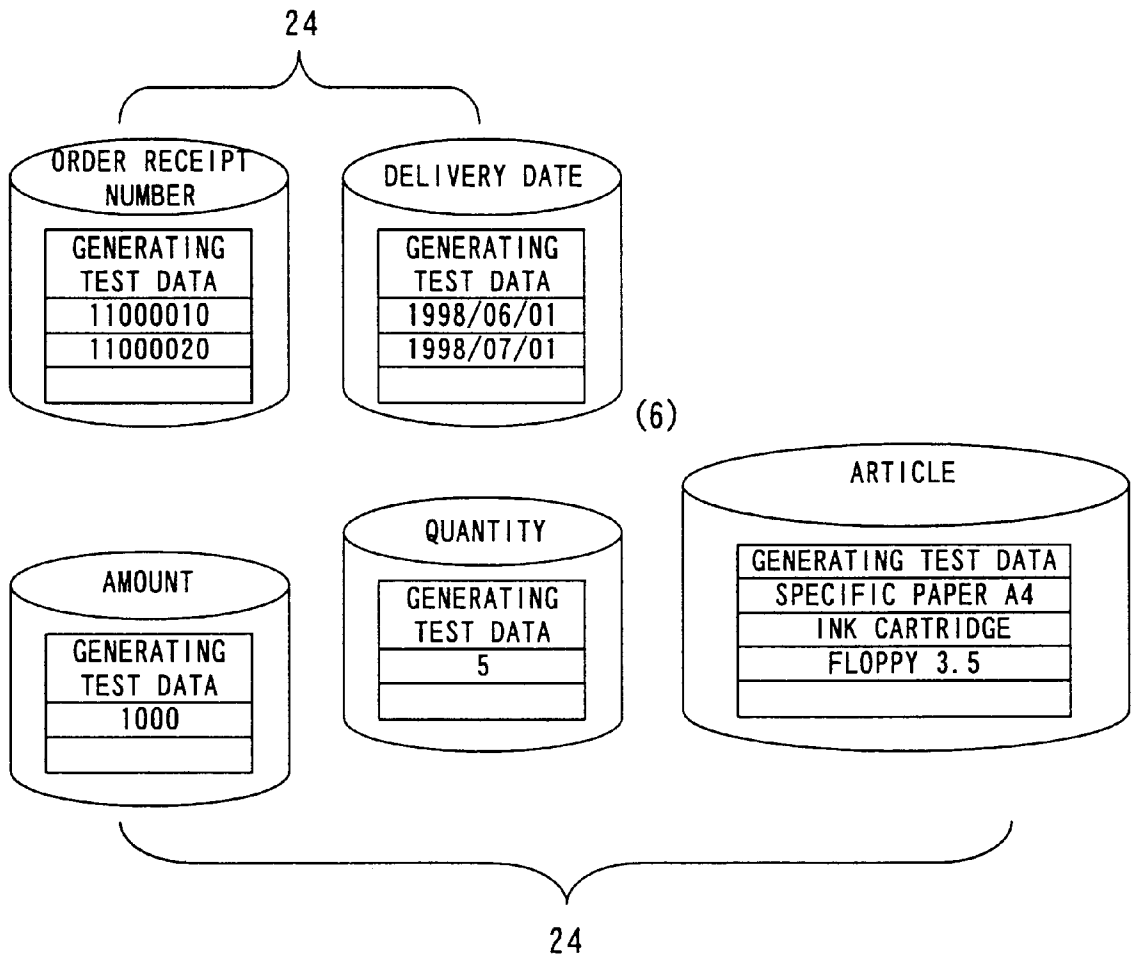 24
ORDER RECEIPT
NUMBER
GENERATING
TEST DATA
11000010
11000020
DELIVERY DATE
GENERATING
TEST DATA
1998/06/01
1998/07/01
(6)
AMOUNT
GENERATING
TEST DATA
1000
QUANTITY
GENERATING
TEST DATA
5
ARTICLE
GENERATING TEST DATA
SPECIFIC PAPER A4
INK CARTRIDGE
FLOPPY 3.5
24